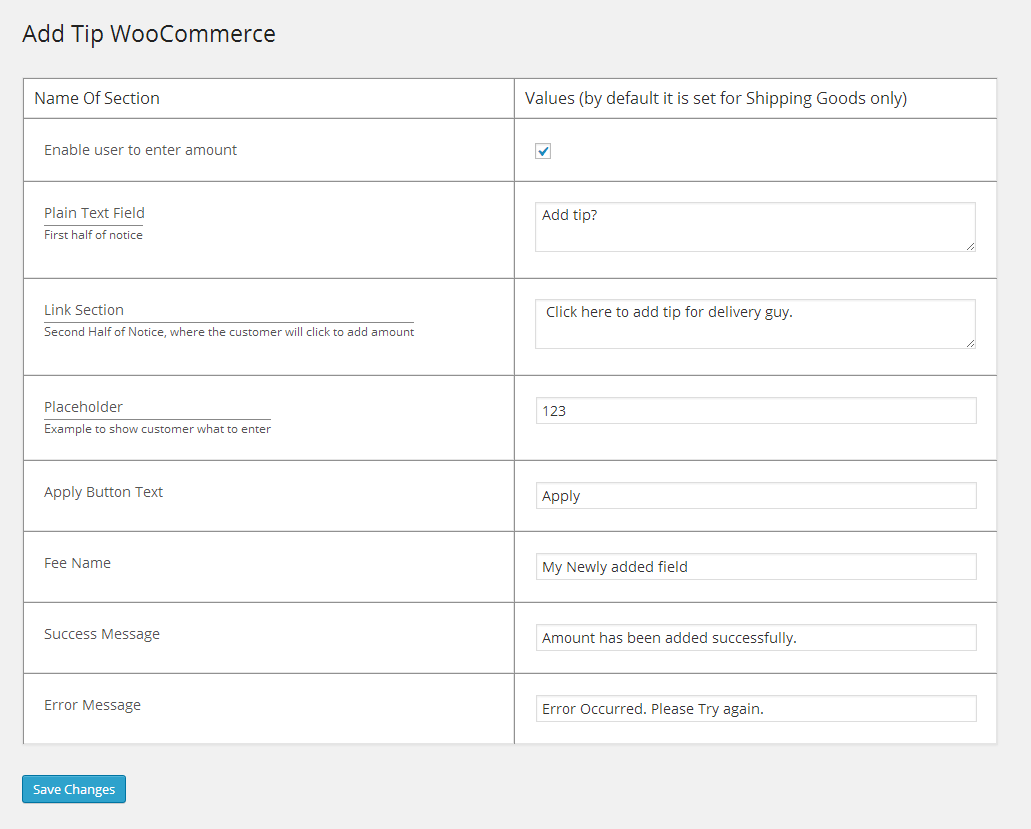 Add Tip WooCommerce
Name Of Section
Values (by default it is set for Shipping Goods only)
Enable user to enter amount
Plain Text Field
First half of notice
Add tip?
Link Section
Second Half of Notice, where the customer will click to add amount
Click here to add tip for delivery guy.
Placeholder
Example to show customer what to enter
123
Apply Button Text
Apply
Fee Name
My Newly added field
Success Message
Amount has been added successfully.
Error Message
Error Occurred. Please Try again.
Save Changes